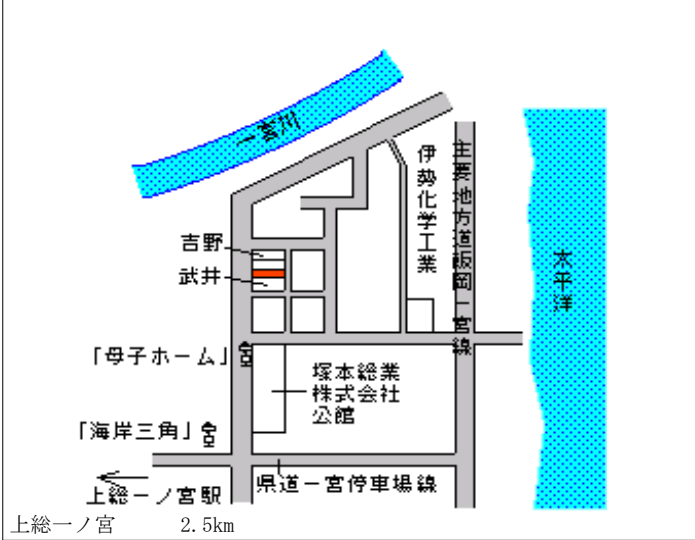 一宮川
伊勢化学工業
主要地方道飯岡一宮線
太平洋
吉野
武井
「母子ホーム」
塚本総業
株式会社
公館
「海岸三角」
上総一ノ宮駅
県道一宮停車場線
上総一ノ宮 2.5km